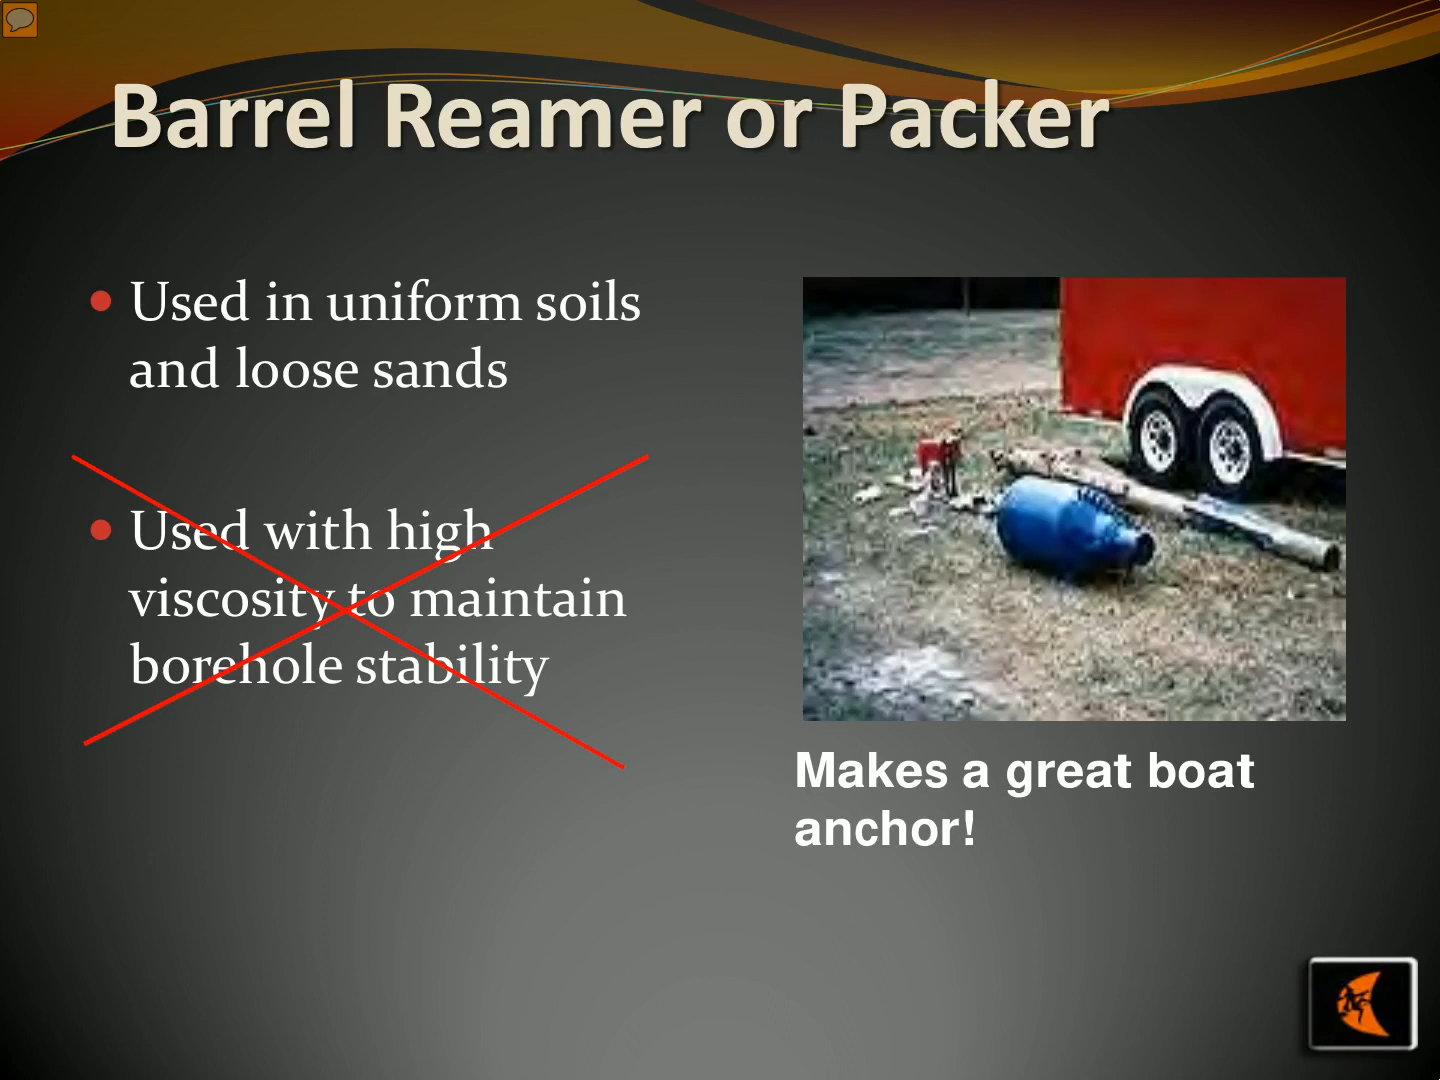 Barrel Reamer or Packer
Used in uniform soils
and loose sands
Used with high
viscosity to maintain
borehole stability
Makes a great boat
anchor!